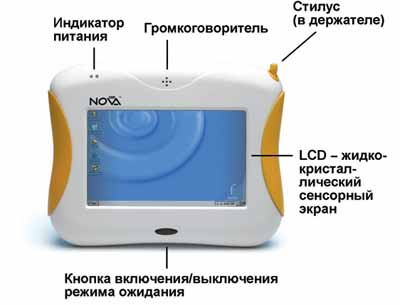 Стилус
(в держателе)
Индикатор
питания
Громкоговоритель
NOVA
LCD – жидко-
кристал-
лический
сенсорный
экран
Кнопка включения/выключения
режима ожидания